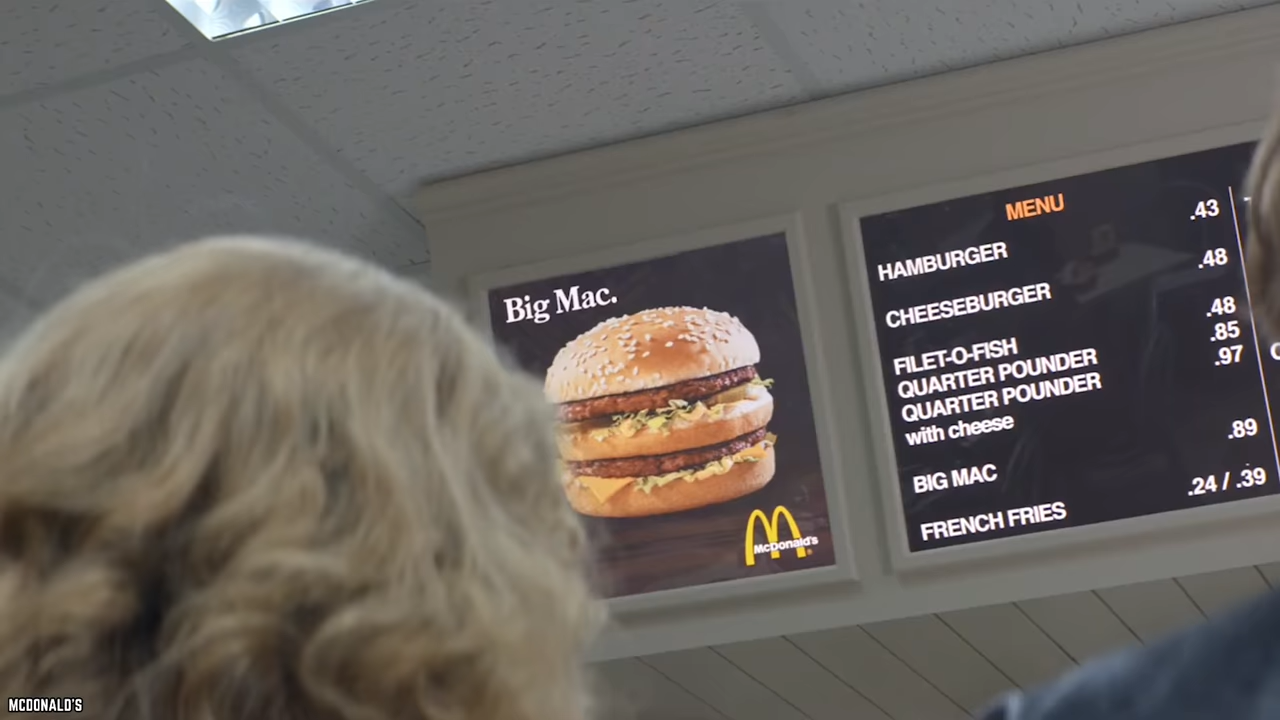 Big Mac.
McDonald's
MENU
HAMBURGER .43
CHEESEBURGER .48
FILET-O-FISH .48
QUARTER POUNDER .85
QUARTER POUNDER .97
with cheese
BIG MAC .89
FRENCH FRIES .24 / .39
MCDONALD'S